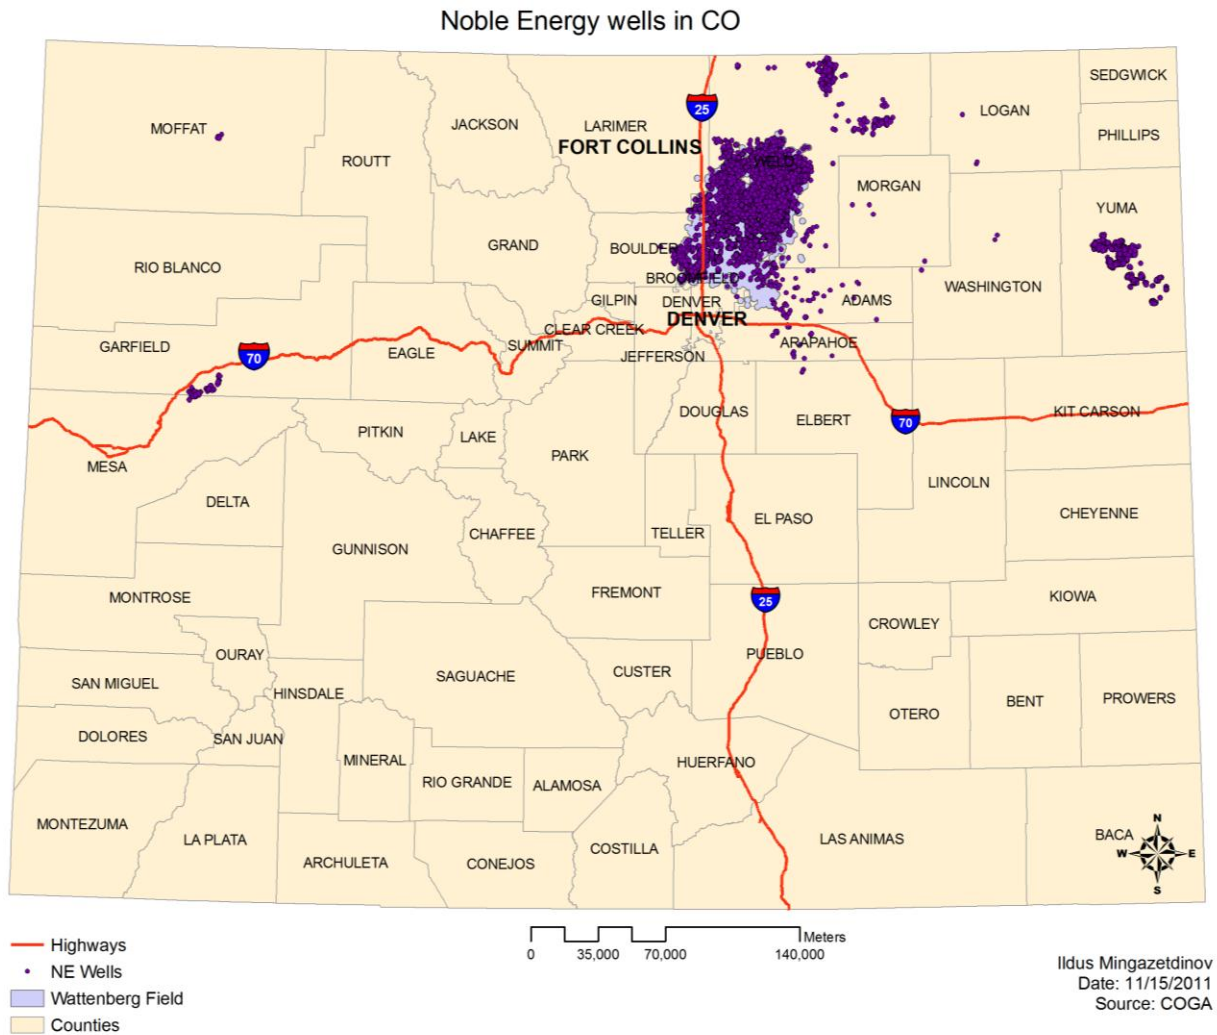 Noble Energy wells in CO
SEDGWICK
25
LOGAN
JACKSON
LARIMER
MOFFAT
PHILLIPS
FORT COLLINS
ROUTT
WELD
MORGAN
YUMA
GRAND
BOULDER
RIO BLANCO
BROOMFIELD
WASHINGTON
GILPIN
DENVER
ADAMS
DENVER
CLEAR CREEK
SUMMIT
ARAPAHOE
GARFIELD
EAGLE
JEFFERSON
70
DOUGLAS
KIT CARSON
ELBERT
70
PITKIN
LAKE
PARK
MESA
LINCOLN
DELTA
CHEYENNE
EL PASO
CHAFFEE
TELLER
GUNNISON
FREMONT
MONTROSE
KIOWA
25
CROWLEY
OURAY
PUEBLO
CUSTER
SAGUACHE
SAN MIGUEL
HINSDALE
PROWERS
BENT
OTERO
DOLORES
SAN JUAN
MINERAL
HUERFANO
RIO GRANDE
ALAMOSA
MONTEZUMA
LA PLATA
LAS ANIMAS
BACA
COSTILLA
ARCHULETA
CONEJOS
N
W E
S
Highways
NE Wells
Wattenberg Field
Counties
Meters
0 35,000 70,000 140,000
Ildus Mingazetdinov
Date: 11/15/2011
Source: COGA